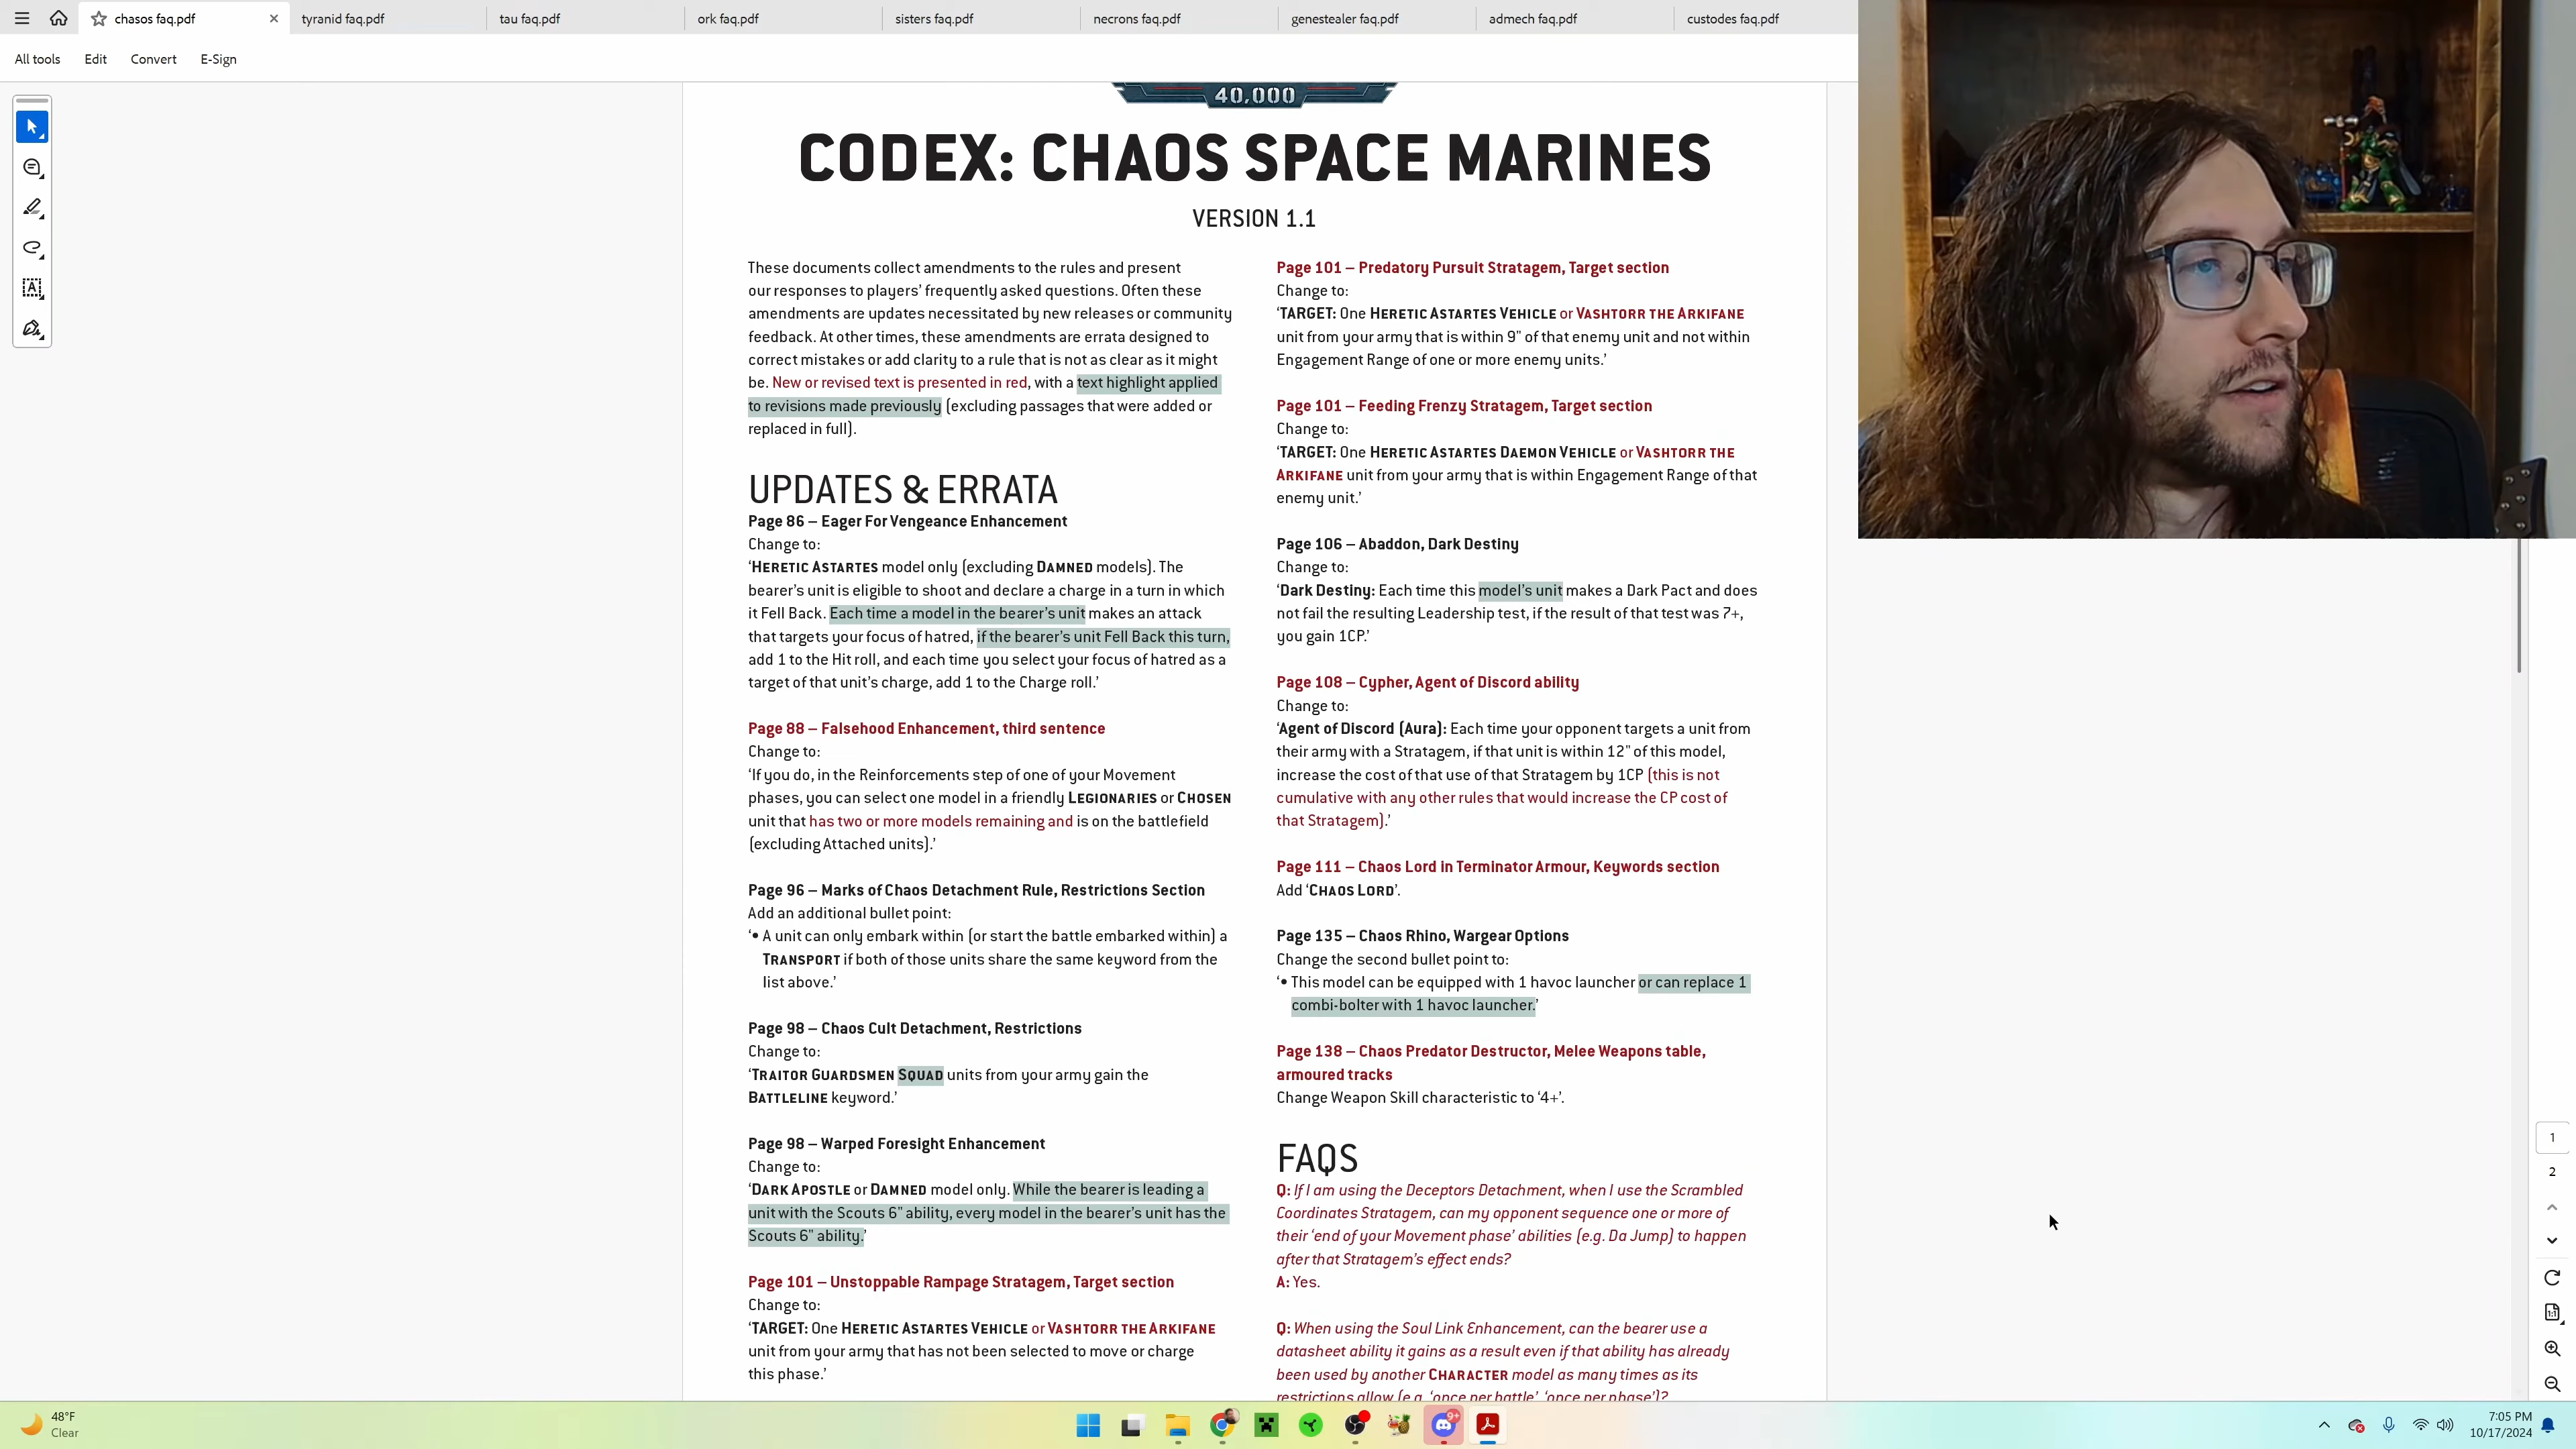 chasos faq.pdf
tyranid faq.pdf
tau faq.pdf
ork faq.pdf
sisters faq.pdf
necrons faq.pdf
genestealer faq.pdf
admech faq.pdf
custodes faq.pdf
All tools
Edit
Convert
E-Sign
40,000
CODEX: CHAOS SPACE MARINES
VERSION 1.1
These documents collect amendments to the rules and present
our responses to players’ frequently asked questions. Often these
amendments are updates necessitated by new releases or community
feedback. At other times, these amendments are errata designed to
correct mistakes or add clarity to a rule that is not as clear as it might
be. New or revised text is presented in red, with a text highlight applied
to revisions made previously (excluding passages that were added or
replaced in full).
UPDATES & ERRATA
Page 86 – Eager For Vengeance Enhancement
Change to:
‘HERETIC ASTARTES model only (excluding DAMNED models). The
bearer’s unit is eligible to shoot and declare a charge in a turn in which
it Fell Back. Each time a model in the bearer’s unit makes an attack
that targets your focus of hatred, if the bearer’s unit Fell Back this turn,
add 1 to the Hit roll, and each time you select your focus of hatred as a
target of that unit’s charge, add 1 to the Charge roll.’
Page 88 – Falsehood Enhancement, third sentence
Change to:
‘If you do, in the Reinforcements step of one of your Movement
phases, you can select one model in a friendly LEGIONARIES or CHOSEN
unit that has two or more models remaining and is on the battlefield
(excluding Attached units).’
Page 96 – Marks of Chaos Detachment Rule, Restrictions Section
Add an additional bullet point:
‘• A unit can only embark within (or start the battle embarked within) a
TRANSPORT if both of those units share the same keyword from the
list above.’
Page 98 – Chaos Cult Detachment, Restrictions
Change to:
‘TRAITOR GUARDSMEN SQUAD units from your army gain the
BATTLELINE keyword.’
Page 98 – Warped Foresight Enhancement
Change to:
‘DARK APOSTLE or DAMNED model only. While the bearer is leading a
unit with the Scouts 6" ability, every model in the bearer’s unit has the
Scouts 6" ability.’
Page 101 – Unstoppable Rampage Stratagem, Target section
Change to:
‘TARGET: One HERETIC ASTARTES VEHICLE or VASHTORR THE ARKIFANE
unit from your army that has not been selected to move or charge
this phase.’
Page 101 – Predatory Pursuit Stratagem, Target section
Change to:
‘TARGET: One HERETIC ASTARTES VEHICLE or VASHTORR THE ARKIFANE
unit from your army that is within 9" of that enemy unit and not within
Engagement Range of one or more enemy units.’
Page 101 – Feeding Frenzy Stratagem, Target section
Change to:
‘TARGET: One HERETIC ASTARTES DAEMON VEHICLE or VASHTORR THE
ARKIFANE unit from your army that is within Engagement Range of that
enemy unit.’
Page 106 – Abaddon, Dark Destiny
Change to:
‘Dark Destiny: Each time this model’s unit makes a Dark Pact and does
not fail the resulting Leadership test, if the result of that test was 7+,
you gain 1CP.’
Page 108 – Cypher, Agent of Discord ability
Change to:
‘Agent of Discord (Aura): Each time your opponent targets a unit from
their army with a Stratagem, if that unit is within 12" of this model,
increase the cost of that use of that Stratagem by 1CP (this is not
cumulative with any other rules that would increase the CP cost of
that Stratagem).’
Page 111 – Chaos Lord in Terminator Armour, Keywords section
Add ‘CHAOS LORD’.
Page 135 – Chaos Rhino, Wargear Options
Change the second bullet point to:
‘• This model can be equipped with 1 havoc launcher or can replace 1
combi-bolter with 1 havoc launcher.’
Page 138 – Chaos Predator Destructor, Melee Weapons table,
armoured tracks
Change Weapon Skill characteristic to ‘4+’.
FAQS
Q: If I am using the Deceptors Detachment, when I use the Scrambled
Coordinates Stratagem, can my opponent sequence one or more of
their ‘end of your Movement phase’ abilities (e.g. Da Jump) to happen
after that Stratagem’s effect ends?
A: Yes.
Q: When using the Soul Link Enhancement, can the bearer use a
datasheet ability it gains as a result even if that ability has already
been used by another CHARACTER model as many times as its
restrictions allow (e.g. ‘once per battle’, ‘once per phase’)?
1
2
48°F
Clear
9+
7:05 PM
10/17/2024